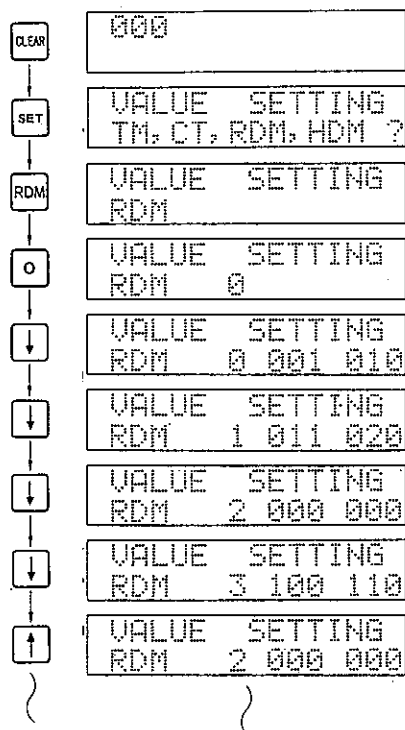 CLEAR
000
SET
VALUE SETTING
TM, CT, RDM, HDM ?
RDM
VALUE SETTING
RDM
0
VALUE SETTING
RDM 0
↓
VALUE SETTING
RDM 0 001 010
↓
VALUE SETTING
RDM 1 011 020
↓
VALUE SETTING
RDM 2 000 000
↓
VALUE SETTING
RDM 3 100 110
↑
VALUE SETTING
RDM 2 000 000